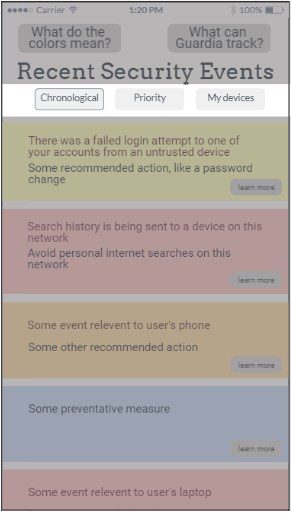 Carrier 1:20 PM 100%
What do the
colors mean?
What can
Guardia track?
Recent Security Events
Chronological Priority My devices
There was a failed login attempt to one of
your accounts from an untrusted device
Some recommended action, like a password
change
learn more
Search history is being sent to a device on this
network
Avoid personal internet searches on this
network
learn more
Some event relevent to user's phone
Some other recommended action
learn more
Some preventative measure
learn more
Some event relevent to user's laptop